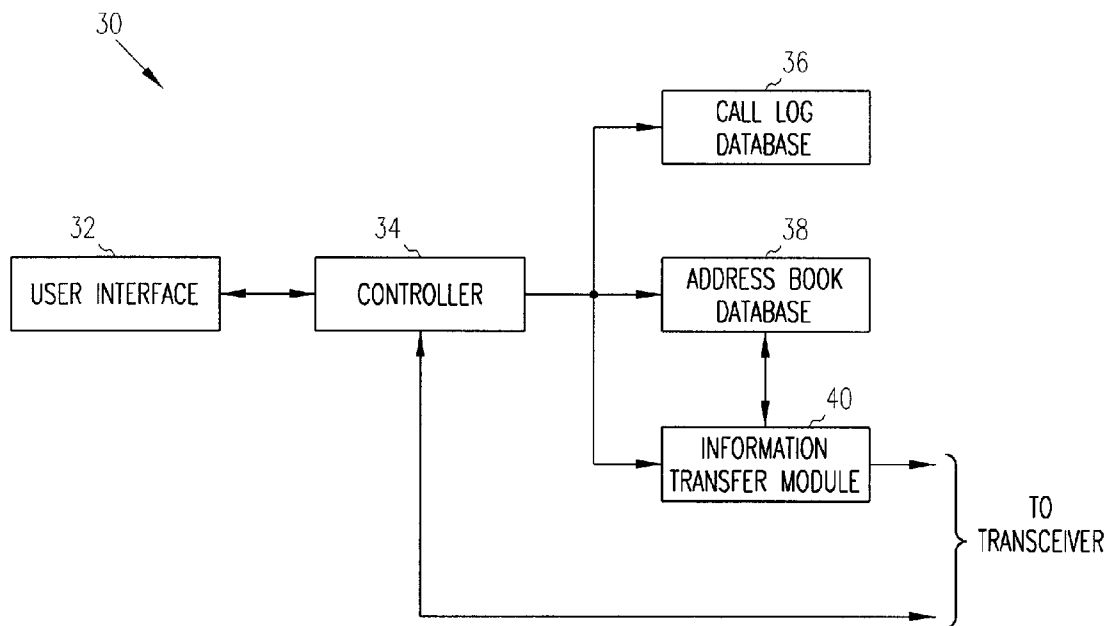 30
36
CALL LOG
DATABASE
32
34
38
USER INTERFACE
CONTROLLER
ADDRESS BOOK
DATABASE
40
INFORMATION
TRANSFER MODULE
TO
TRANSCEIVER